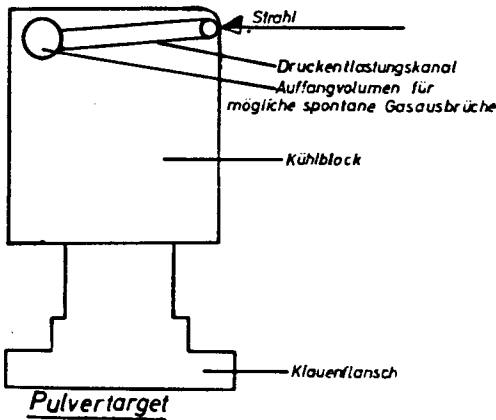 Strahl
Druckentlastungskanal
Auffangvolumen für
mögliche spontane Gasausbrüche
Kühlblock
Klauenflansch
Pulvertarget